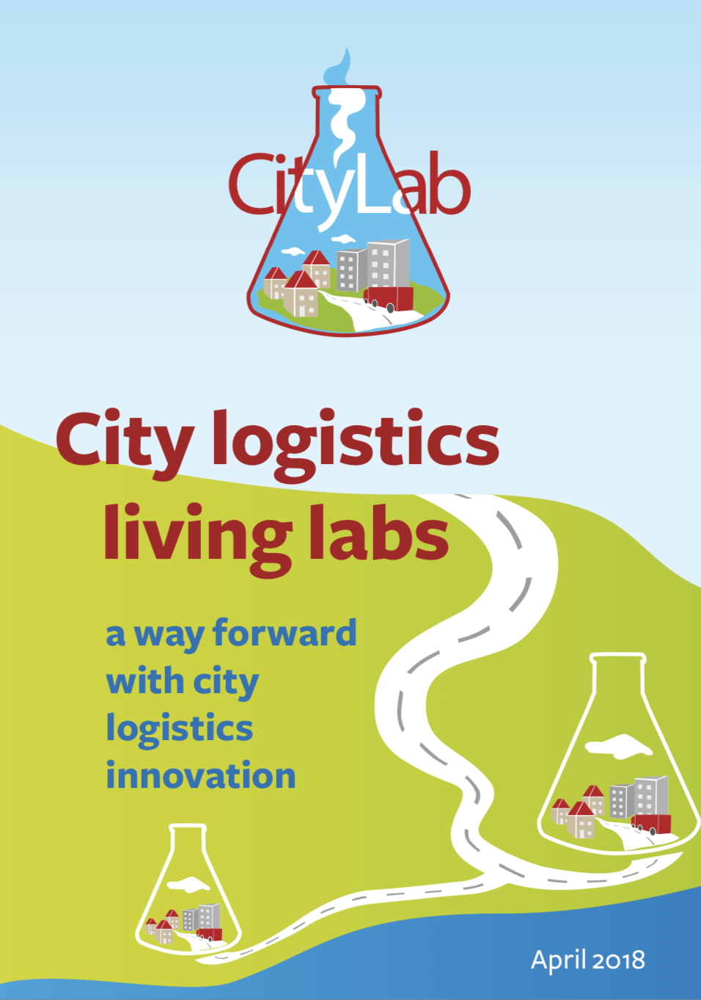 CityLab
City logistics
living labs
a way forward
with city
logistics
innovation
April 2018